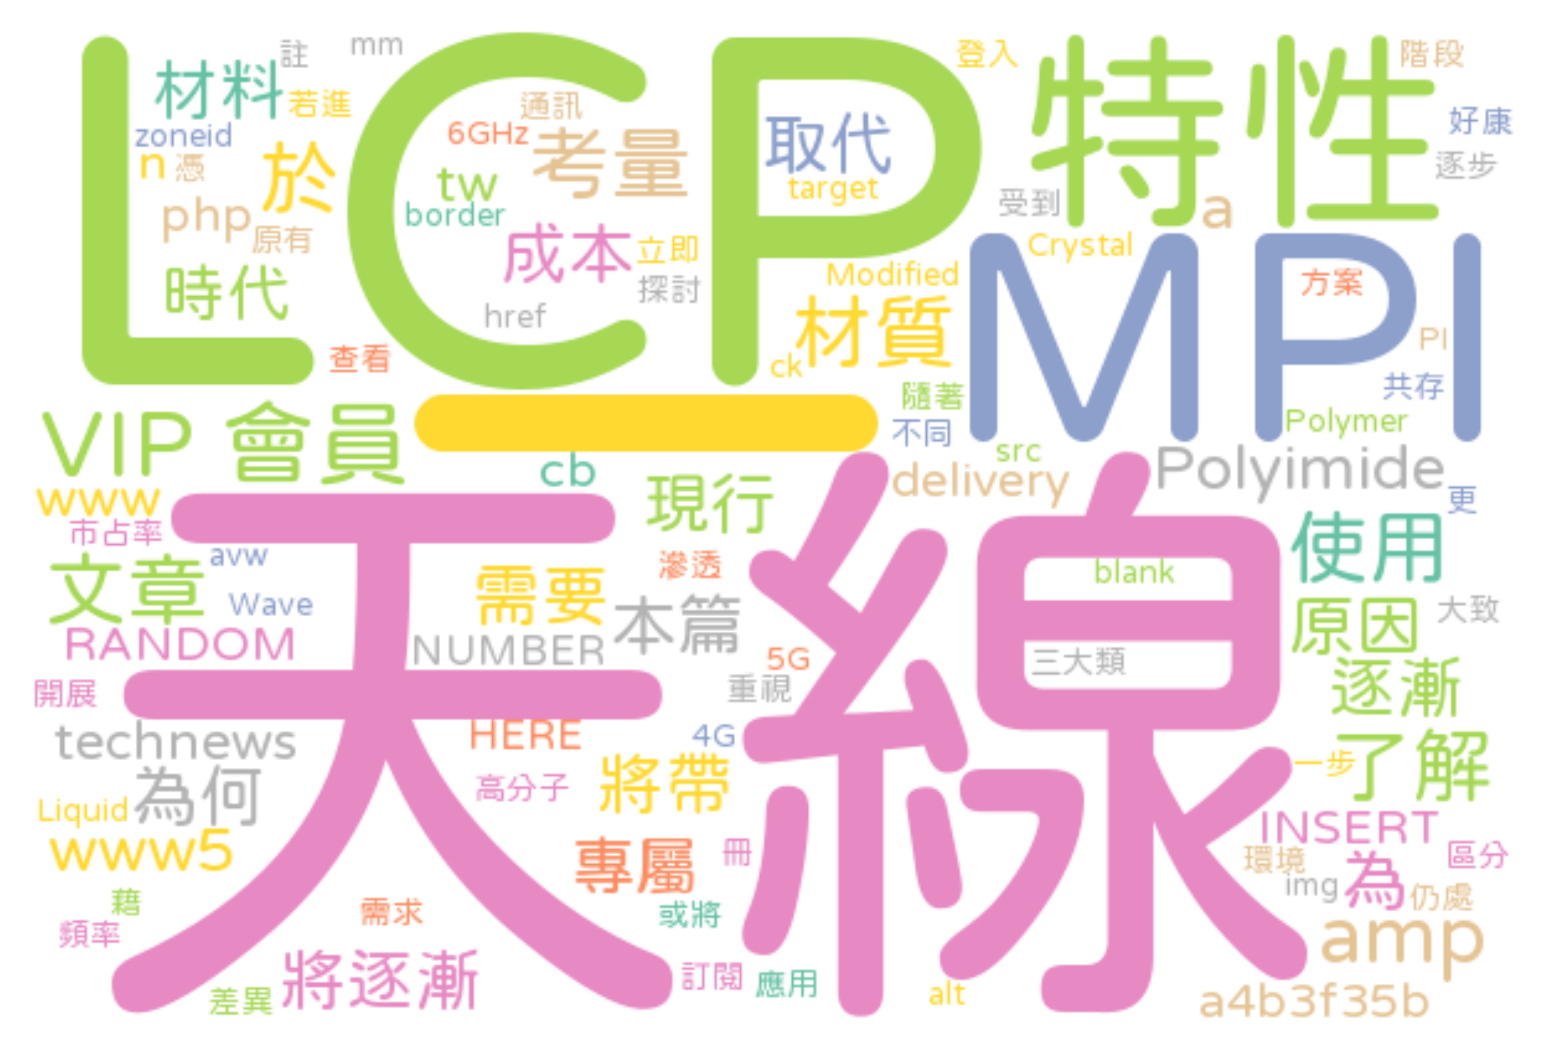 LCP 特性
註 mm 登入 階段
材料 若進 通訊 好康
zoneid 6GHz 考量 取代 逐步
n 憑 於 tw target 受到 a
php 原有 border 成本 立即 Crystal
時代 href 探討 Modified MPI 方案
查看 ck 材質 PI
隨著 共存
VIP 會員 不同 Polymer
cb src Polyimide
www 現行 delivery 更
市占率 天線 使用
文章 avw 需要 滲透 blank
Wave 本篇 原因 大致
RANDOM NUMBER 5G 三大類
開展 重視 逐漸
technews HERE 4G 一步 了解
為何 高分子 將帶
Liquid INSERT
www5 專屬 冊 環境 區分
藉 img 為 仍處
頻率 需求 或將 amp
差異 將逐漸 訂閱 應用 alt a4b3f35b